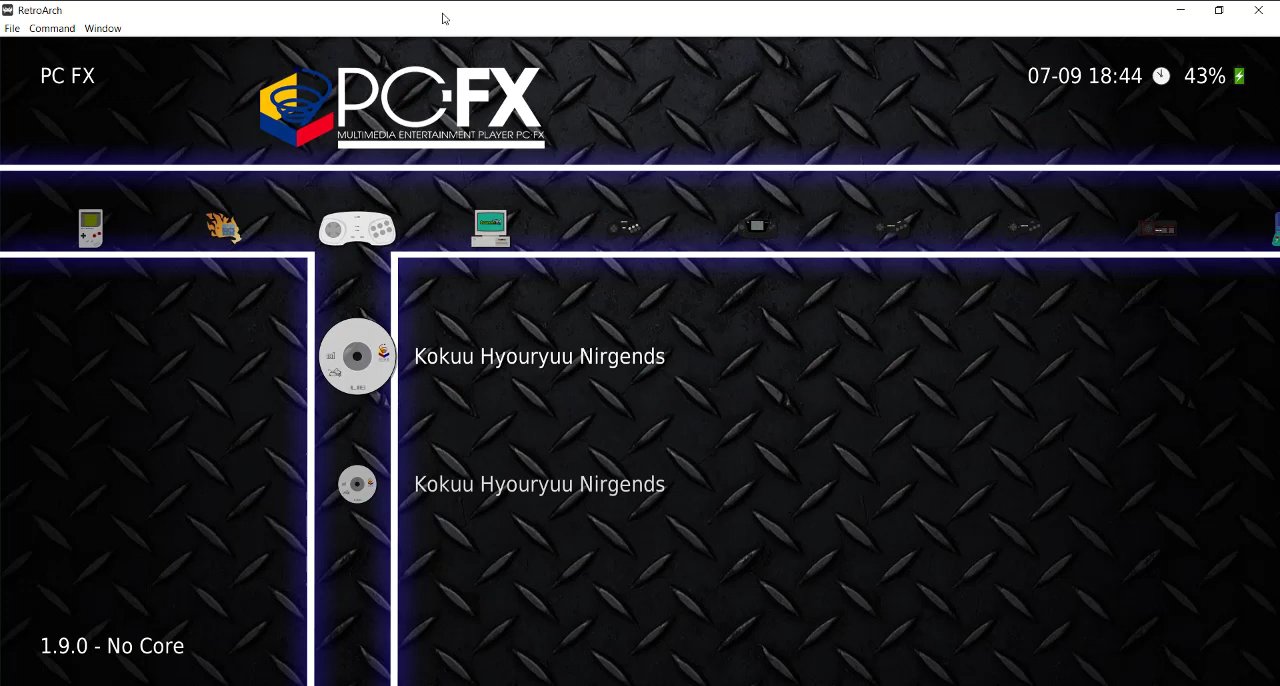 RetroArch
File Command Window
PC FX
PC-FX
MULTIMEDIA ENTERTAINMENT PLAYER PC-FX
07-09 18:44 43%
Kokuu Hyouryuu Nirgends
Kokuu Hyouryuu Nirgends
1.9.0 - No Core